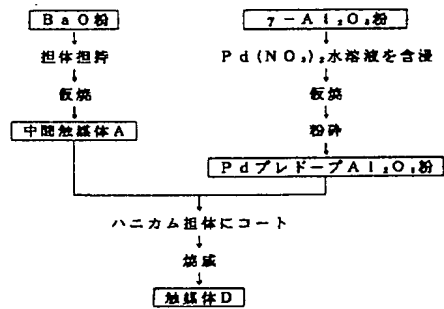 BaO粉
担体担持
仮焼
中間触媒体A
γ-Al₂O₃粉
Pd(NO₃)₂水溶液を含浸
仮焼
粉砕
PdプレドープAl₂O₃粉
ハニカム担体にコート
焼成
触媒体D